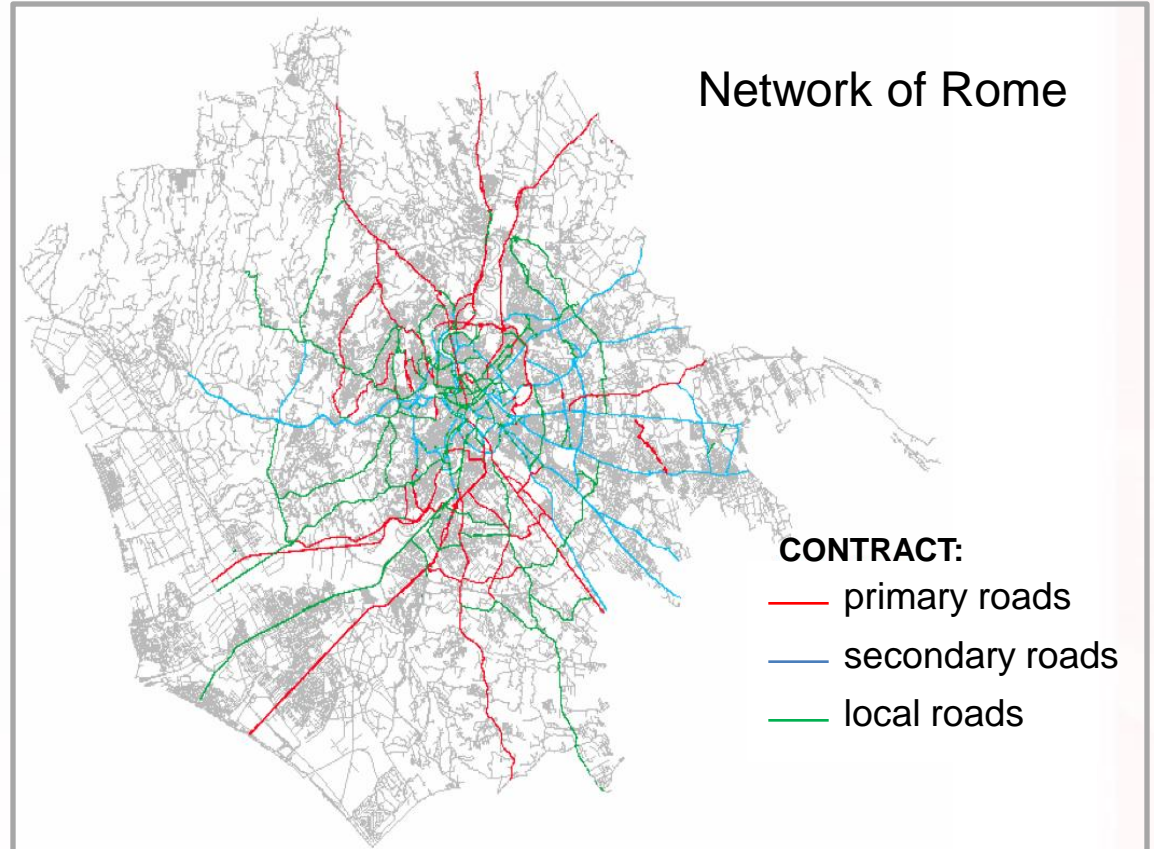 Network of Rome
CONTRACT:
primary roads
secondary roads
local roads